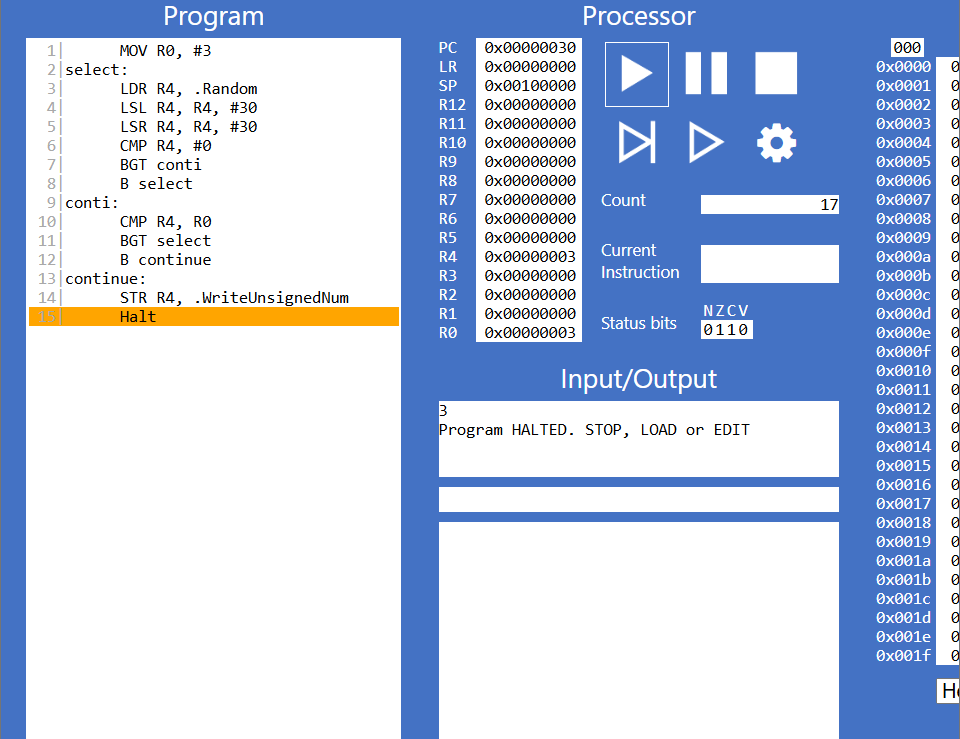 Program
1|      MOV R0, #3
2|select:
3|      LDR R4, .Random
4|      LSL R4, R4, #30
5|      LSR R4, R4, #30
6|      CMP R4, #0
7|      BGT conti
8|      B select
9|conti:
10|      CMP R4, R0
11|      BGT select
12|      B continue
13|continue:
14|      STR R4, .WriteUnsignedNum
15|      Halt
Processor
PC 0x00000030
LR 0x00000000
SP 0x00100000
R12 0x00000000
R11 0x00000000
R10 0x00000000
R9 0x00000000
R8 0x00000000
R7 0x00000000
R6 0x00000000
R5 0x00000000
R4 0x00000003
R3 0x00000000
R2 0x00000000
R1 0x00000000
R0 0x00000003
Count 17
Current
Instruction
NZCV
Status bits 0110
Input/Output
3
Program HALTED. STOP, LOAD or EDIT
000
0x0000 0
0x0001 0
0x0002 0
0x0003 0
0x0004 0
0x0005 0
0x0006 0
0x0007 0
0x0008 0
0x0009 0
0x000a 0
0x000b 0
0x000c 0
0x000d 0
0x000e 0
0x000f 0
0x0010 0
0x0011 0
0x0012 0
0x0013 0
0x0014 0
0x0015 0
0x0016 0
0x0017 0
0x0018 0
0x0019 0
0x001a 0
0x001b 0
0x001c 0
0x001d 0
0x001e 0
0x001f 0